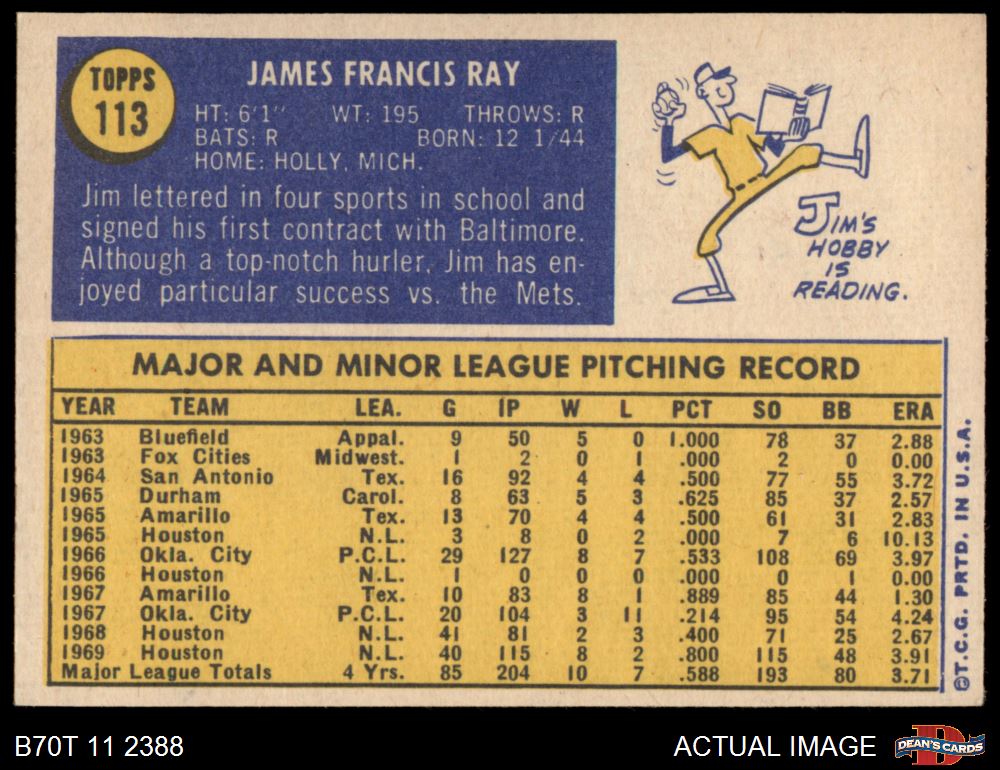 TOPPS
113
JAMES FRANCIS RAY
HT: 6'1" WT: 195 THROWS: R
BATS: R BORN: 12 1/44
HOME: HOLLY, MICH.
Jim lettered in four sports in school and
signed his first contract with Baltimore.
Although a top-notch hurler, Jim has en-
joyed particular success vs. the Mets.
JIM'S
HOBBY
IS
READING.
MAJOR AND MINOR LEAGUE PITCHING RECORD
YEAR TEAM LEA. G IP W L PCT SO BB ERA
1963 Bluefield Appal. 9 50 5 0 1.000 78 37 2.88
1963 Fox Cities Midwest. 1 2 0 1 .000 2 0 0.00
1964 San Antonio Tex. 16 92 4 4 .500 77 55 3.72
1965 Durham Carol. 8 63 5 3 .625 85 37 2.57
1965 Amarillo Tex. 13 70 4 4 .500 61 31 2.83
1965 Houston N.L. 3 8 0 2 .000 7 6 10.13
1966 Okla. City P.C.L. 29 127 8 7 .533 108 69 3.97
1966 Houston N.L. 1 0 0 0 .000 0 1 0.00
1967 Amarillo Tex. 10 83 8 1 .889 85 44 1.30
1967 Okla. City P.C.L. 20 104 3 11 .214 95 54 4.24
1968 Houston N.L. 41 81 2 3 .400 71 25 2.67
1969 Houston N.L. 40 115 8 2 .800 115 48 3.91
Major League Totals 4 Yrs. 85 204 10 7 .588 193 80 3.71
©T.C.G. PRTD. IN U.S.A.
B70T 11 2388
ACTUAL IMAGE
DEAN'S CARDS